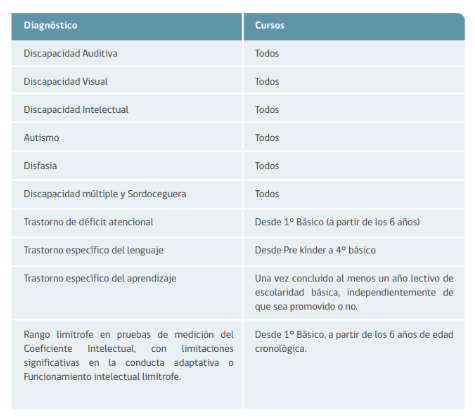 Diagnóstico Cursos
Discapacidad Auditiva Todos
Discapacidad Visual Todos
Discapacidad Intelectual Todos
Autismo Todos
Disfasia Todos
Discapacidad múltiple y Sordoceguera Todos
Trastorno de déficit atencional Desde 1º Básico (a partir de los 6 años)
Trastorno específico del lenguaje Desde Pre kínder a 4º básico
Trastorno específico del aprendizaje Una vez concluido al menos un año lectivo de
escolaridad básica, independientemente de
que sea promovido o no.
Rango limítrofe en pruebas de medición del Desde 1º Básico, a partir de los 6 años de edad
Coeficiente Intelectual, con limitaciones cronológica.
significativas en la conducta adaptativa o
Funcionamiento intelectual limítrofe.